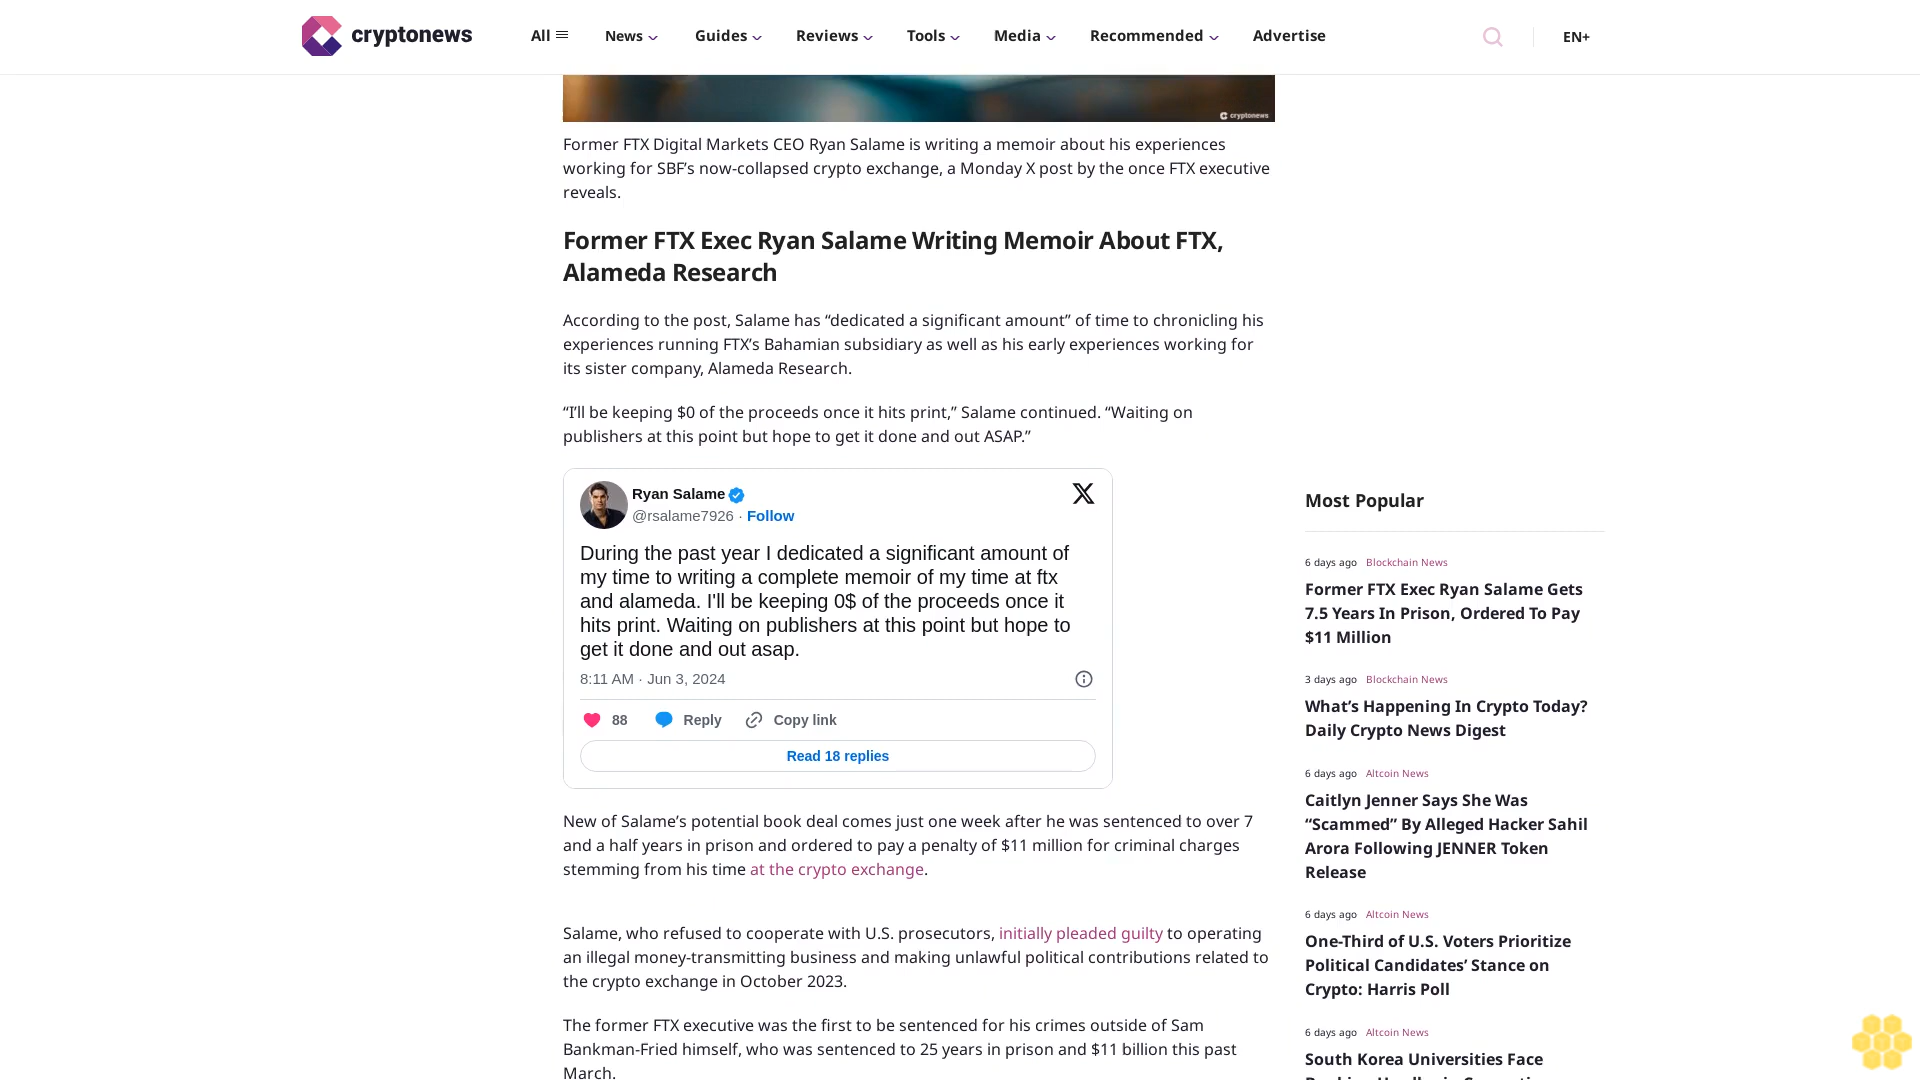 cryptonews
All
News
Guides
Reviews
Tools
Media
Recommended
Advertise
EN+
cryptonews
Former FTX Digital Markets CEO Ryan Salame is writing a memoir about his experiences
working for SBF’s now-collapsed crypto exchange, a Monday X post by the once FTX executive
reveals.
Former FTX Exec Ryan Salame Writing Memoir About FTX,
Alameda Research
According to the post, Salame has “dedicated a significant amount” of time to chronicling his
experiences running FTX’s Bahamian subsidiary as well as his early experiences working for
its sister company, Alameda Research.
“I’ll be keeping $0 of the proceeds once it hits print,” Salame continued. “Waiting on
publishers at this point but hope to get it done and out ASAP.”
Ryan Salame
@rsalame7926 · Follow
During the past year I dedicated a significant amount of
my time to writing a complete memoir of my time at ftx
and alameda. I'll be keeping 0$ of the proceeds once it
hits print. Waiting on publishers at this point but hope to
get it done and out asap.
8:11 AM · Jun 3, 2024
88 Reply Copy link
Read 18 replies
New of Salame’s potential book deal comes just one week after he was sentenced to over 7
and a half years in prison and ordered to pay a penalty of $11 million for criminal charges
stemming from his time at the crypto exchange.
Salame, who refused to cooperate with U.S. prosecutors, initially pleaded guilty to operating
an illegal money-transmitting business and making unlawful political contributions related to
the crypto exchange in October 2023.
The former FTX executive was the first to be sentenced for his crimes outside of Sam
Bankman-Fried himself, who was sentenced to 25 years in prison and $11 billion this past
March.
Most Popular
6 days ago Blockchain News
Former FTX Exec Ryan Salame Gets
7.5 Years In Prison, Ordered To Pay
$11 Million
3 days ago Blockchain News
What’s Happening In Crypto Today?
Daily Crypto News Digest
6 days ago Altcoin News
Caitlyn Jenner Says She Was
“Scammed” By Alleged Hacker Sahil
Arora Following JENNER Token
Release
6 days ago Altcoin News
One-Third of U.S. Voters Prioritize
Political Candidates’ Stance on
Crypto: Harris Poll
6 days ago Altcoin News
South Korea Universities Face